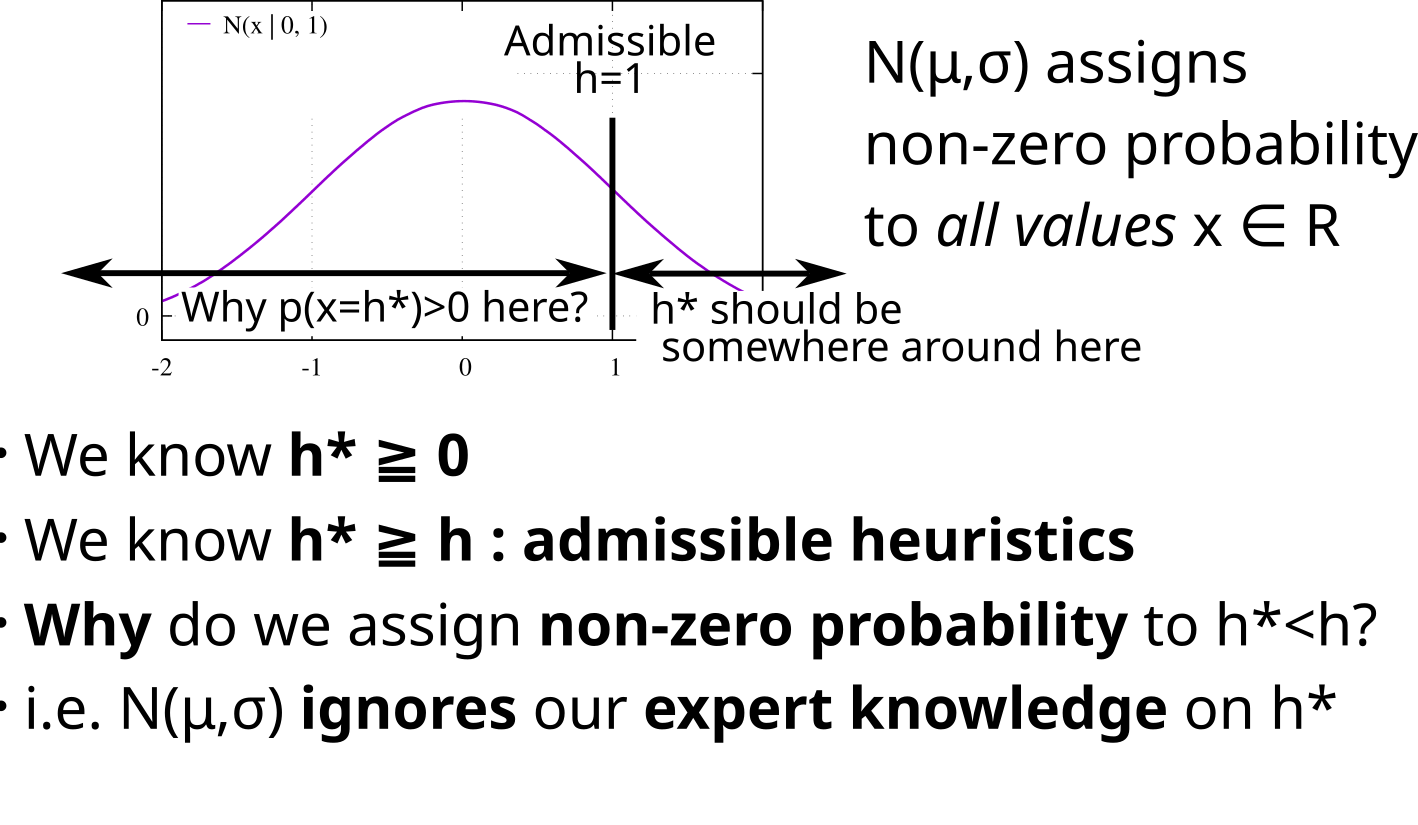 N(x | 0, 1)
Admissible
h=1
N(μ,σ) assigns
non-zero probability
to all values x ∈ R
Why p(x=h*)>0 here?
h* should be
somewhere around here
0
-2 -1 0 1
• We know h* ≧ 0
• We know h* ≧ h : admissible heuristics
• Why do we assign non-zero probability to h*<h?
• i.e. N(μ,σ) ignores our expert knowledge on h*